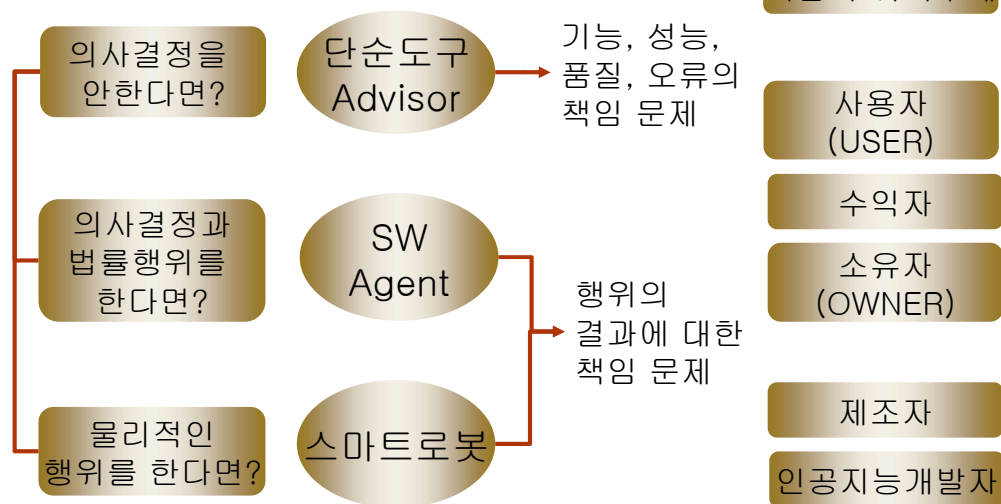 의사결정을
안한다면?
단순도구
Advisor
기능, 성능,
품질, 오류의
책임 문제
의사결정과
법률행위를
한다면?
SW
Agent
물리적인
행위를 한다면?
스마트로봇
행위의
결과에 대한
책임 문제
사용자
(USER)
수익자
소유자
(OWNER)
제조자
인공지능개발자